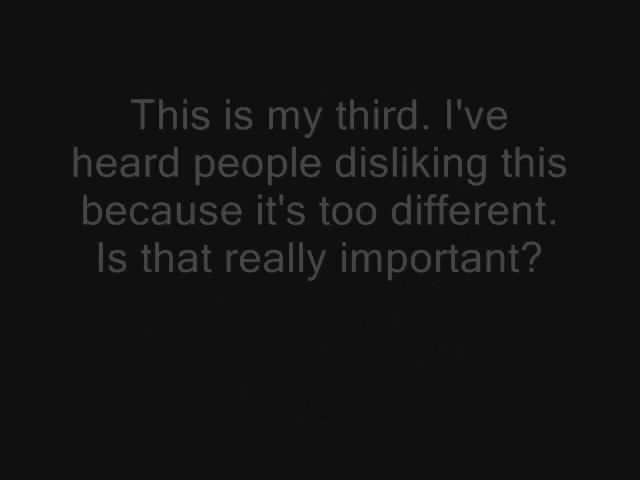 This is my third. I've
heard people disliking this
because it's too different.
Is that really important?